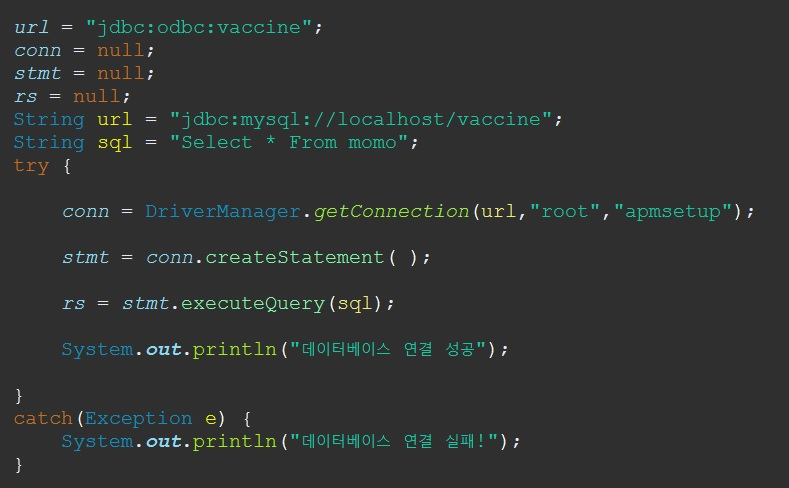 url = "jdbc:odbc:vaccine";
conn = null;
stmt = null;
rs = null;
String url = "jdbc:mysql://localhost/vaccine";
String sql = "Select * From momo";
try {
conn = DriverManager.getConnection(url,"root","apmsetup");
stmt = conn.createStatement( );
rs = stmt.executeQuery(sql);
System.out.println("데이터베이스 연결 성공");
}
catch(Exception e) {
System.out.println("데이터베이스 연결 실패!");
}